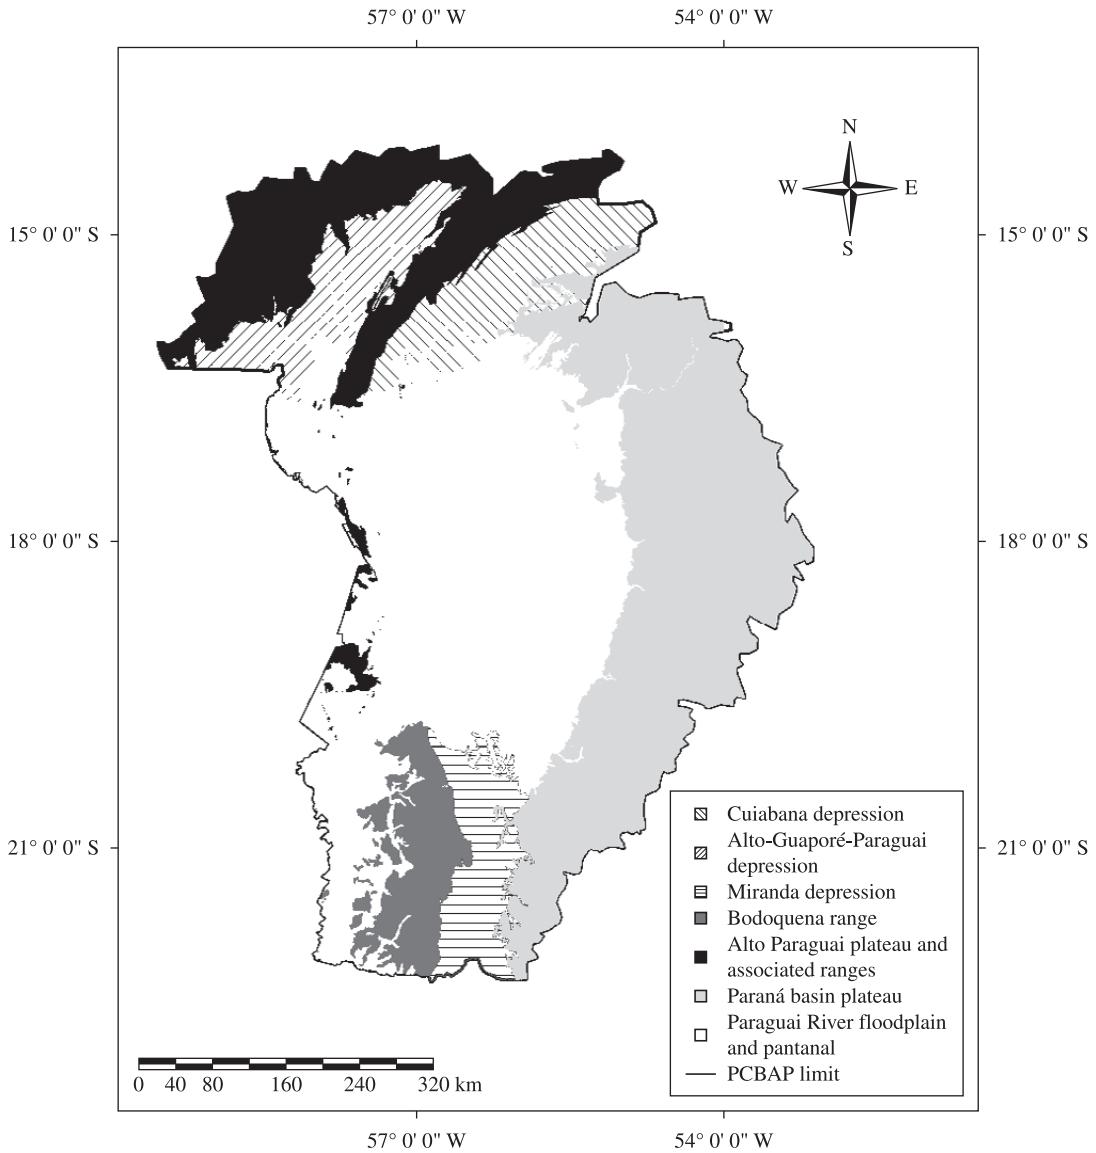 57° 0' 0" W 54° 0' 0" W
N
W E
S
15° 0' 0" S 15° 0' 0" S
18° 0' 0" S 18° 0' 0" S
21° 0' 0" S 21° 0' 0" S
Cuiabana depression
Alto-Guaporé-Paraguai
depression
Miranda depression
Bodoquena range
Alto Paraguai plateau and
associated ranges
Paraná basin plateau
Paraguai River floodplain
and pantanal
PCBAP limit
0 40 80 160 240 320 km
57° 0' 0" W 54° 0' 0" W